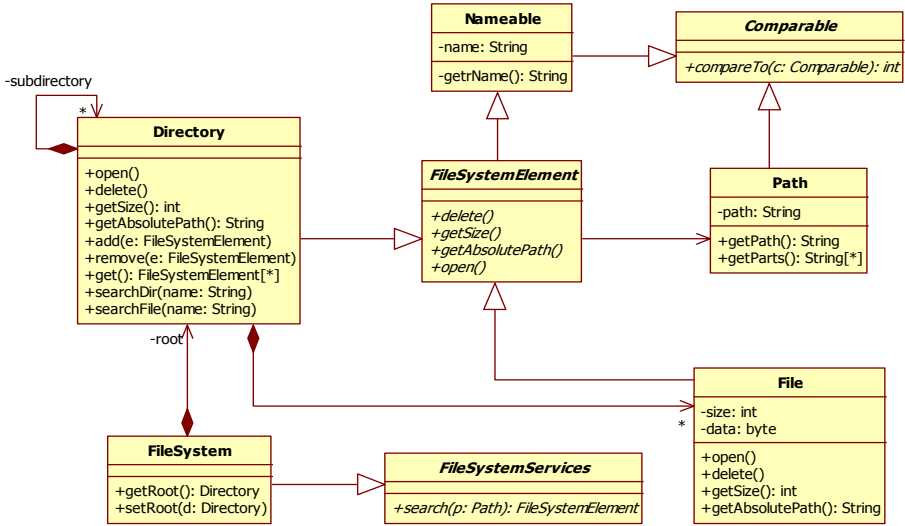 Nameable
-name: String
-getrName(): String
Comparable
+compareTo(c: Comparable): int
-subdirectory
*
Directory
+open()
+delete()
+getSize(): int
+getAbsolutePath(): String
+add(e: FileSystemElement)
+remove(e: FileSystemElement)
+get(): FileSystemElement[*]
+searchDir(name: String)
+searchFile(name: String)
FileSystemElement
+delete()
+getSize()
+getAbsolutePath()
+open()
Path
-path: String
+getPath(): String
+getParts(): String[*]
-root
*
File
-size: int
-data: byte
+open()
+delete()
+getSize(): int
+getAbsolutePath(): String
FileSystem
+getRoot(): Directory
+setRoot(d: Directory)
FileSystemServices
+search(p: Path): FileSystemElement